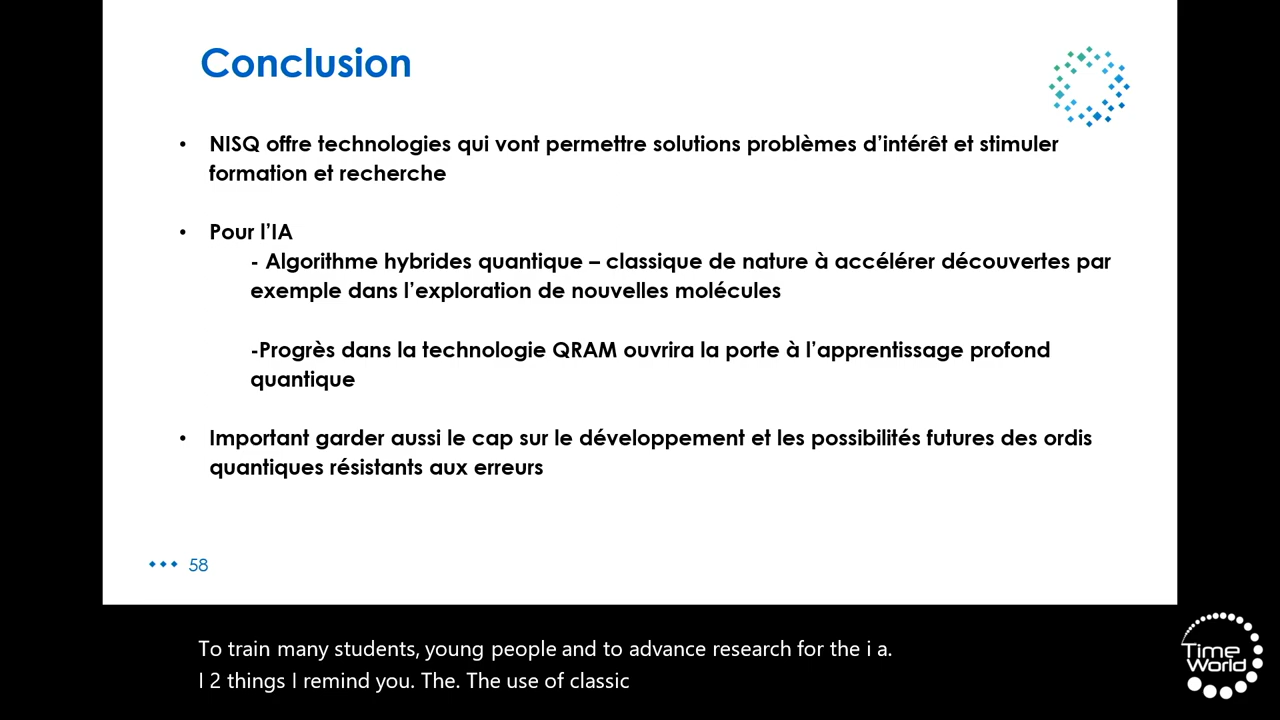 Conclusion
• NISQ offre technologies qui vont permettre solutions problèmes d'intérêt et stimuler
formation et recherche
• Pour l'IA
- Algorithme hybrides quantique – classique de nature à accélérer découvertes par
exemple dans l'exploration de nouvelles molécules
-Progrès dans la technologie QRAM ouvrira la porte à l'apprentissage profond
quantique
• Important garder aussi le cap sur le développement et les possibilités futures des ordis
quantiques résistants aux erreurs
58
To train many students, young people and to advance research for the i a.
I 2 things I remind you. The. The use of classic
Time
World